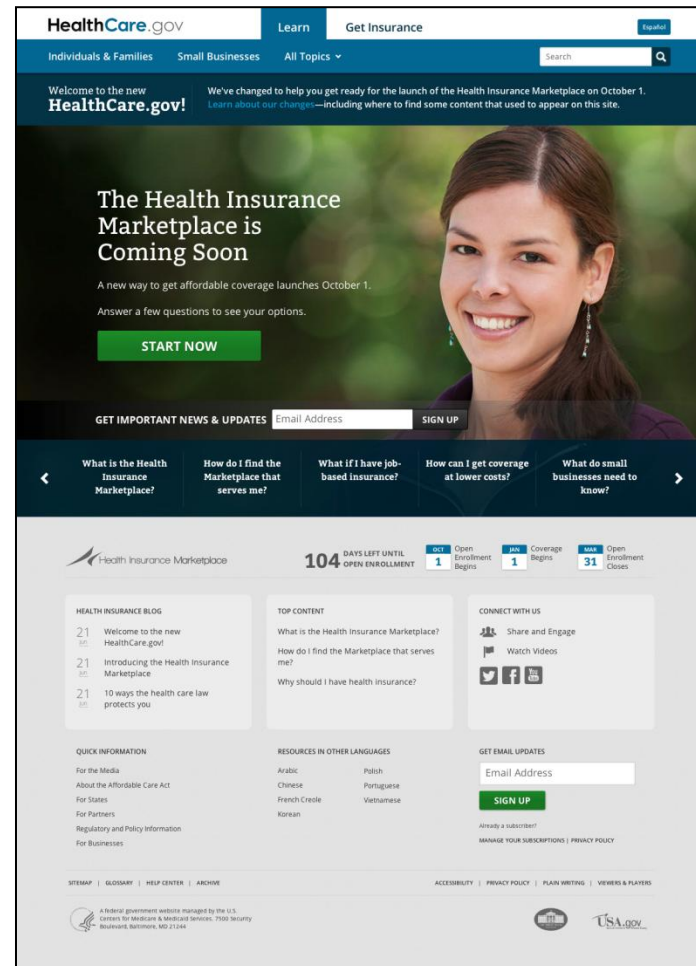 HealthCare.gov
Learn
Get Insurance
Español
Individuals & Families
Small Businesses
All Topics
Search
Welcome to the new
HealthCare.gov!
We've changed to help you get ready for the launch of the Health Insurance Marketplace on October 1.
Learn about our changes—including where to find some content that used to appear on this site.
The Health Insurance
Marketplace is
Coming Soon
A new way to get affordable coverage launches October 1.
Answer a few questions to see your options.
START NOW
GET IMPORTANT NEWS & UPDATES
Email Address
SIGN UP
What is the Health
Insurance
Marketplace?
How do I find the
Marketplace that
serves me?
What if I have job-
based insurance?
How can I get coverage
at lower costs?
What do small
businesses need to
know?
Health Insurance Marketplace
104 DAYS LEFT UNTIL
OPEN ENROLLMENT
OCT
1
Open
Enrollment
Begins
JAN
1
Coverage
Begins
MAR
31
Open
Enrollment
Closes
HEALTH INSURANCE BLOG
21
JUN
Welcome to the new
HealthCare.gov!
21
JUN
Introducing the Health Insurance
Marketplace
21
JUN
10 ways the health care law
protects you
TOP CONTENT
What is the Health Insurance Marketplace?
How do I find the Marketplace that serves
me?
Why should I have health insurance?
CONNECT WITH US
Share and Engage
Watch Videos
You
Tube
QUICK INFORMATION
For the Media
About the Affordable Care Act
For States
For Partners
Regulatory and Policy Information
For Businesses
RESOURCES IN OTHER LANGUAGES
Arabic
Chinese
French Creole
Korean
Polish
Portuguese
Vietnamese
GET EMAIL UPDATES
Email Address
SIGN UP
Already a subscriber?
MANAGE YOUR SUBSCRIPTIONS | PRIVACY POLICY
SITEMAP | GLOSSARY | HELP CENTER | ARCHIVE
ACCESSIBILITY | PRIVACY POLICY | PLAIN WRITING | VIEWERS & PLAYERS
A federal government website managed by the U.S.
Centers for Medicare & Medicaid Services. 7500 Security
Boulevard, Baltimore, MD 21244
USA.gov